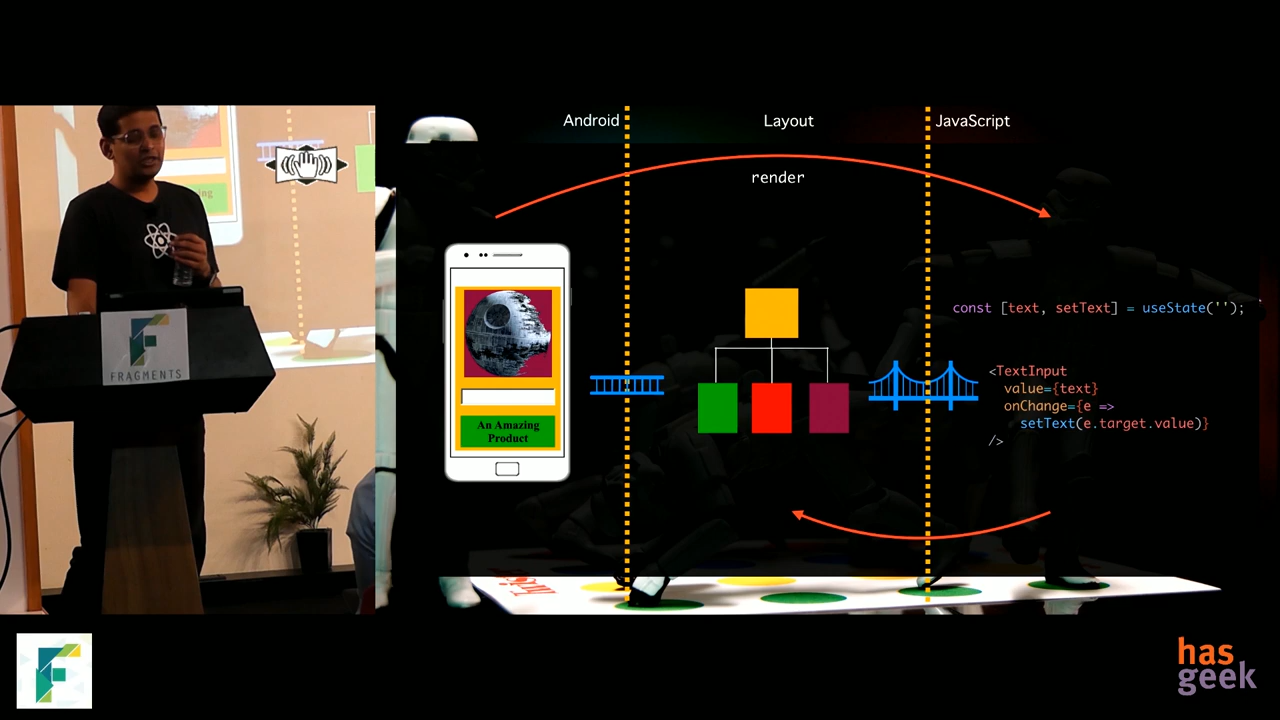 FRAGMENTS
Android
Layout
JavaScript
render
An Amazing
Product
const [text, setText] = useState('');
<TextInput
value={text}
onChange={e =>
setText(e.target.value)}
/>
has
geek